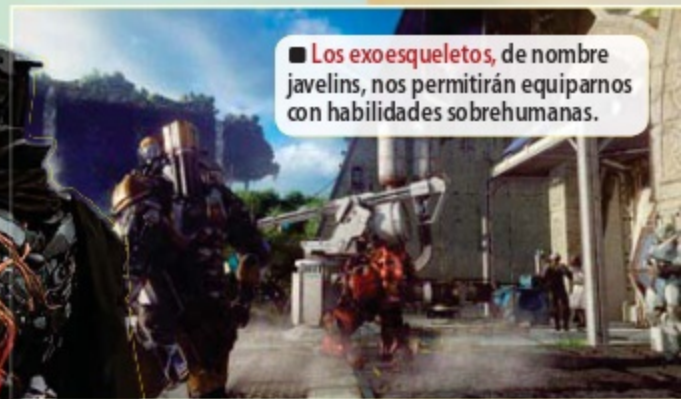 ■ Los exoesqueletos, de nombre
javelins, nos permitirán equiparnos
con habilidades sobrehumanas.